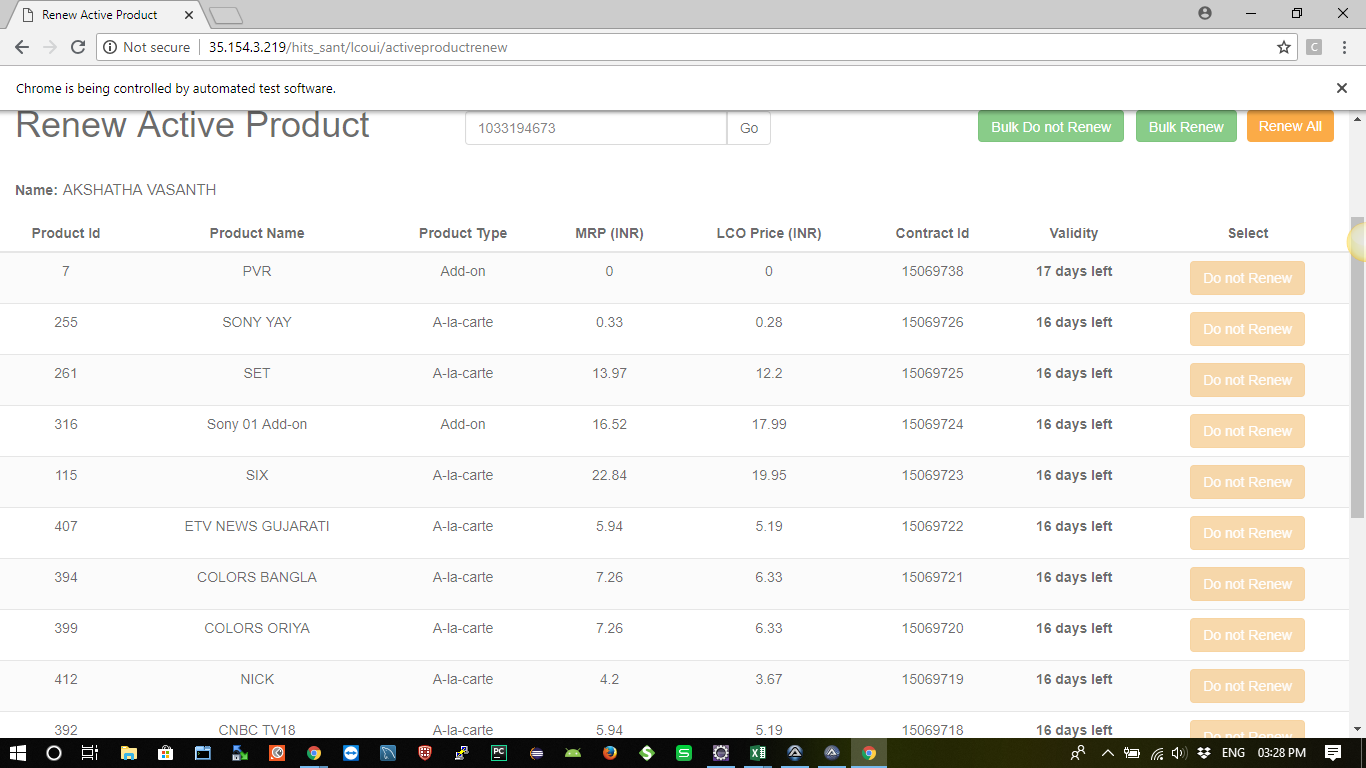 Renew Active Product
Not secure 35.154.3.219/hits_sant/lcoui/activeproductrenew
C
Chrome is being controlled by automated test software.
Renew Active Product 1033194673 Go Bulk Do not Renew Bulk Renew Renew All
Name: AKSHATHA VASANTH
Product Id Product Name Product Type MRP (INR) LCO Price (INR) Contract Id Validity Select
7 PVR Add-on 0 0 15069738 17 days left Do not Renew
255 SONY YAY A-la-carte 0.33 0.28 15069726 16 days left Do not Renew
261 SET A-la-carte 13.97 12.2 15069725 16 days left Do not Renew
316 Sony 01 Add-on Add-on 16.52 17.99 15069724 16 days left Do not Renew
115 SIX A-la-carte 22.84 19.95 15069723 16 days left Do not Renew
407 ETV NEWS GUJARATI A-la-carte 5.94 5.19 15069722 16 days left Do not Renew
394 COLORS BANGLA A-la-carte 7.26 6.33 15069721 16 days left Do not Renew
399 COLORS ORIYA A-la-carte 7.26 6.33 15069720 16 days left Do not Renew
412 NICK A-la-carte 4.2 3.67 15069719 16 days left Do not Renew
392 CNBC TV18 A-la-carte 5.94 5.19 15069718 16 days left Do not Renew
PC ENG 03:28 PM